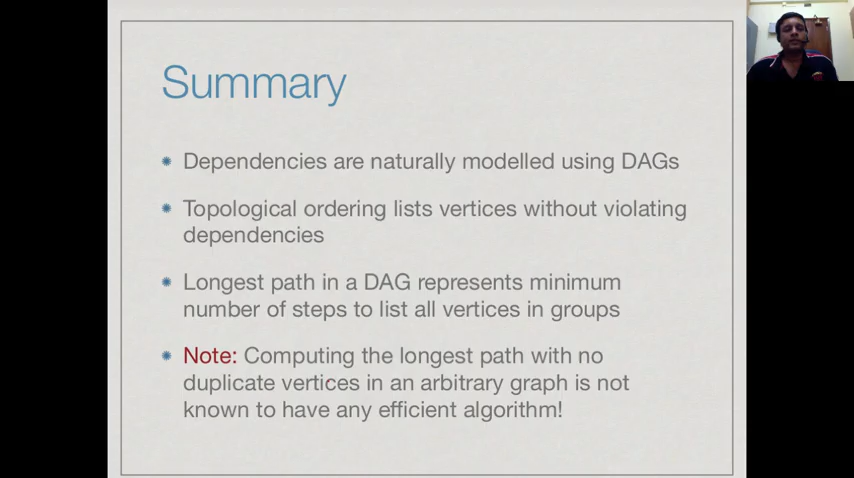 Summary
Dependencies are naturally modelled using DAGs
Topological ordering lists vertices without violating
dependencies
Longest path in a DAG represents minimum
number of steps to list all vertices in groups
Note: Computing the longest path with no
duplicate vertices in an arbitrary graph is not
known to have any efficient algorithm!